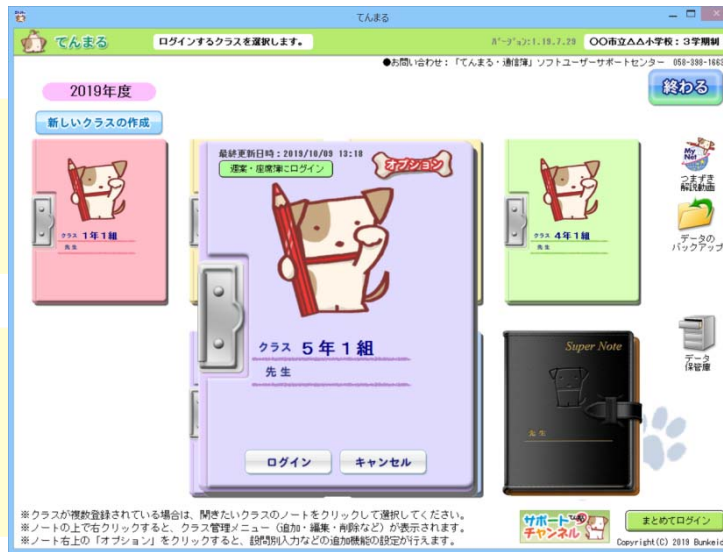 てんまる
てんまる
ログインするクラスを選択します。
バージョン:1.19.7.29
〇〇市立△△小学校：3学期制
●お問い合わせ：「てんまる・通信簿」ソフトユーザーサポートセンター 050-390-1663
2019年度
終わる
新しいクラスの作成
最終更新日時：2019/10/09 13:18
オプション
週案・座席簿にログイン
My Net
つまずき
解説動画
クラス 1年1組
先生
クラス 4年1組
先生
データの
バックアップ
クラス 5年1組
先生
Super Note
先生
データ
保管庫
ログイン
キャンセル
※クラスが複数登録されている場合は、開きたいクラスのノートをクリックして選択してください。
※ノートの上で右クリックすると、クラス管理メニュー（追加・編集・削除など）が表示されます。
※ノート右上の「オプション」をクリックすると、設問別入力などの追加機能の設定が行えます。
サポート
チャンネル
まとめてログイン
Copyright(C) 2019 Bunkei